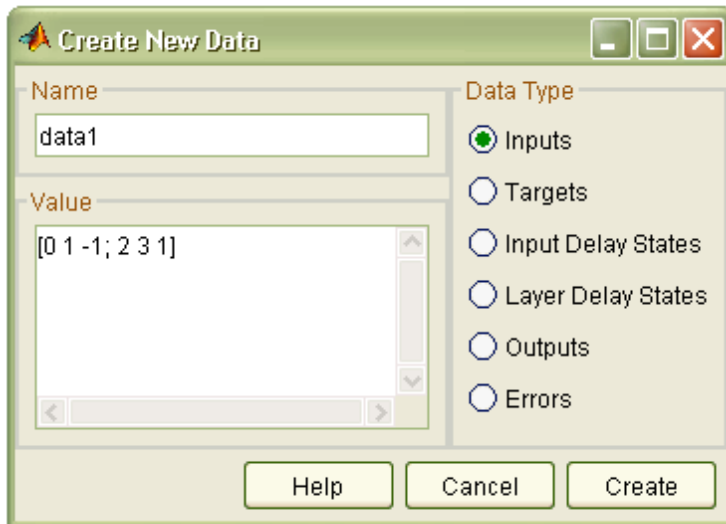 Create New Data
Name
data1
Value
[0 1 -1; 2 3 1]
Data Type
Inputs
Targets
Input Delay States
Layer Delay States
Outputs
Errors
Help Cancel Create